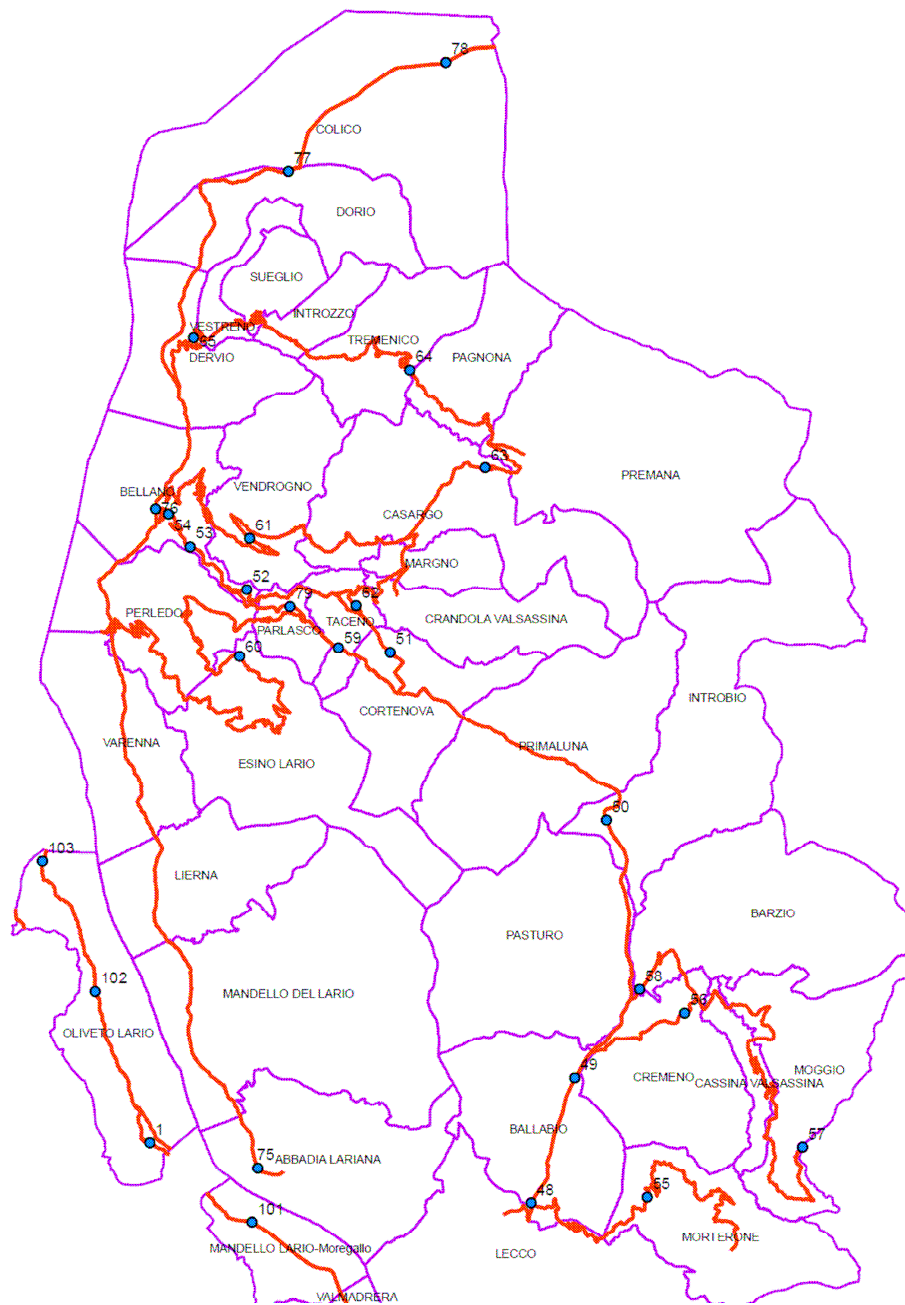 78
COLICO
77
DORIO
SUEGLIO
INTROZZO
VESTRENO
65
TREMENICO
DERVIO
PAGNONA
64
63
PREMANA
VENDROGNO
BELLANO
76
54
CASARGO
61
53
MARGNO
52
79
62
PERLEDO
TACENO
CRANDOLA VALSASSINA
PARLASCO
59
51
60
INTROBIO
CORTENOVA
VARENNA
PRIMALUNA
ESINO LARIO
50
103
LIERNA
BARZIO
PASTURO
102
58
MANDELLO DEL LARIO
56
OLIVETO LARIO
49
MOGGIO
CREMENO
CASSINA VALSASSINA
BALLABIO
1
57
75
ABBADIA LARIANA
48
55
101
MORTERONE
MANDELLO LARIO-Moregallo
LECCO
VALMADRERA